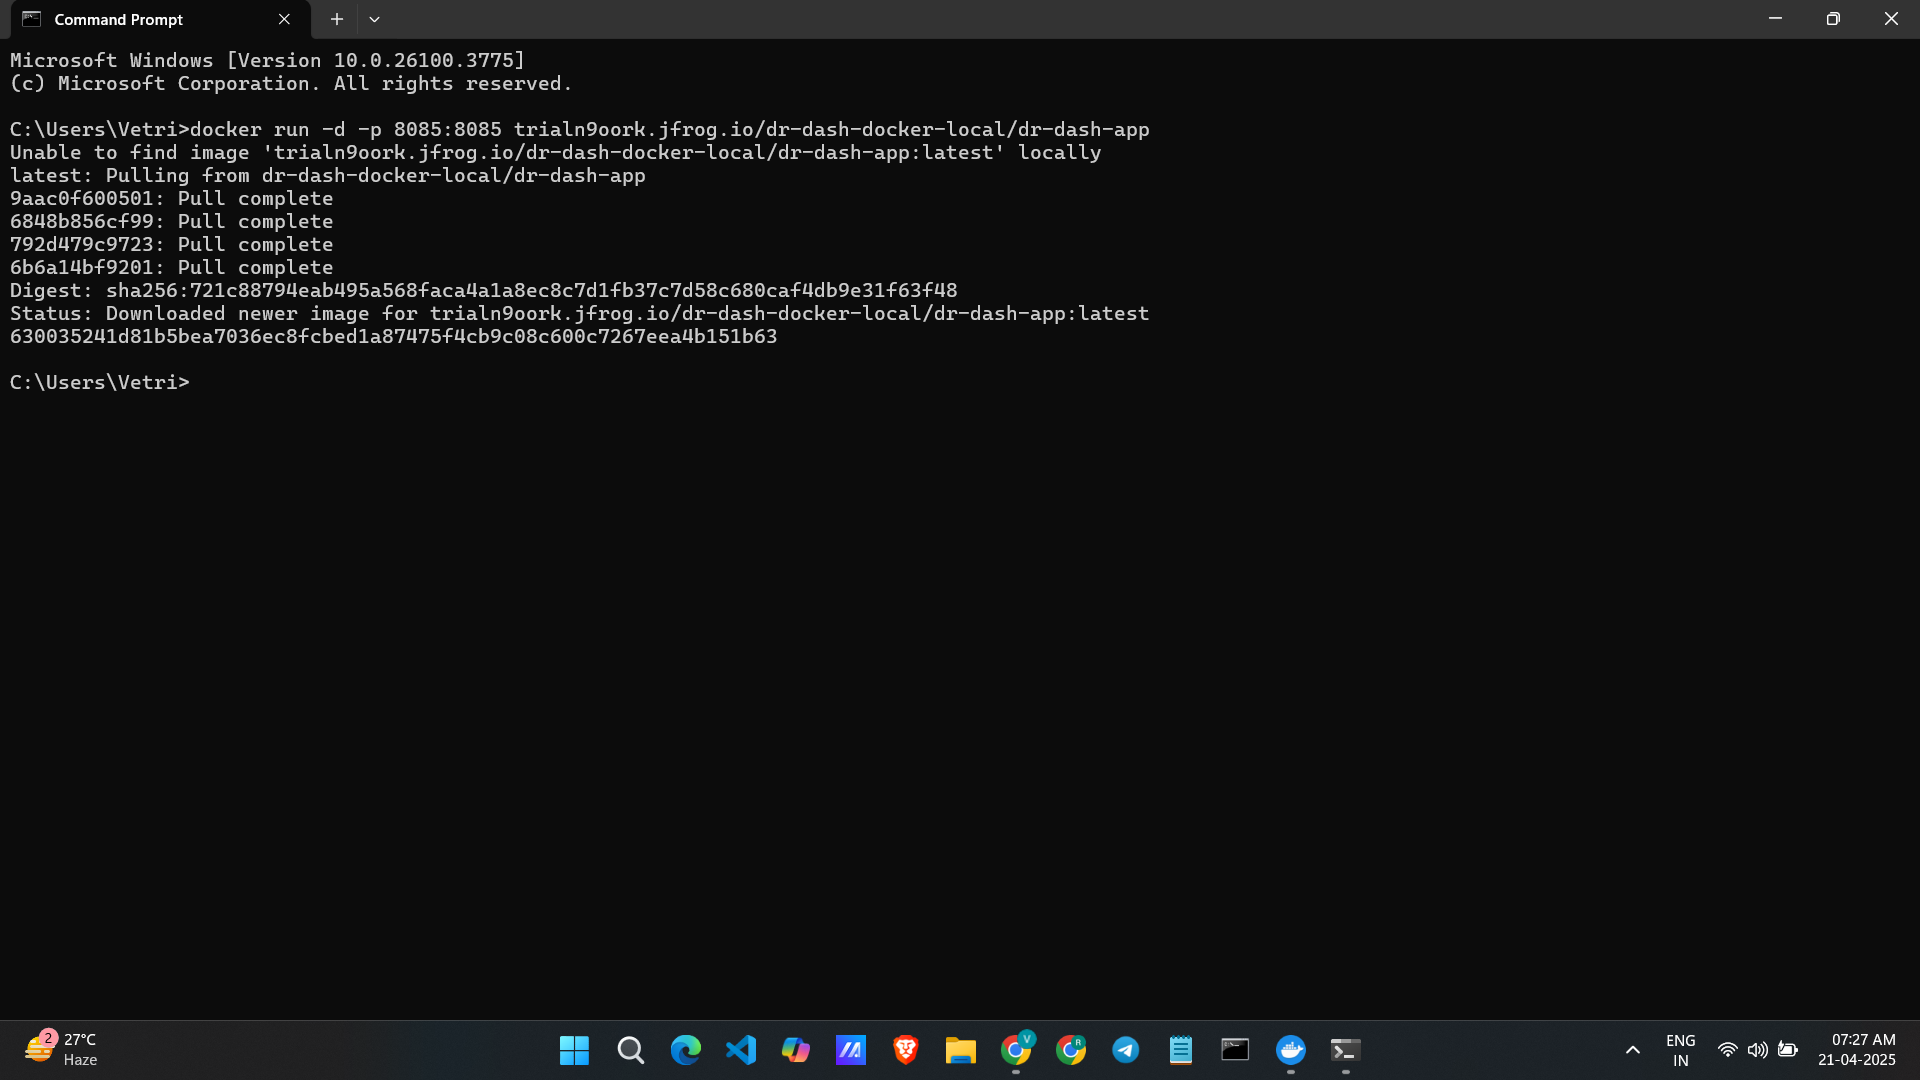 Command Prompt
Microsoft Windows [Version 10.0.26100.3775]
(c) Microsoft Corporation. All rights reserved.
C:\Users\Vetri>docker run -d -p 8085:8085 trialn9oork.jfrog.io/dr-dash-docker-local/dr-dash-app
Unable to find image 'trialn9oork.jfrog.io/dr-dash-docker-local/dr-dash-app:latest' locally
latest: Pulling from dr-dash-docker-local/dr-dash-app
9aac0f600501: Pull complete
6848b856cf99: Pull complete
792d479c9723: Pull complete
6b6a14bf9201: Pull complete
Digest: sha256:721c88794eab495a568faca4a1a8ec8c7d1fb37c7d58c680caf4db9e31f63f48
Status: Downloaded newer image for trialn9oork.jfrog.io/dr-dash-docker-local/dr-dash-app:latest
630035241d81b5bea7036ec8fcbed1a87475f4cb9c08c600c7267eea4b151b63
C:\Users\Vetri>
2
27°C
Haze
V
R
ENG
IN
07:27 AM
21-04-2025